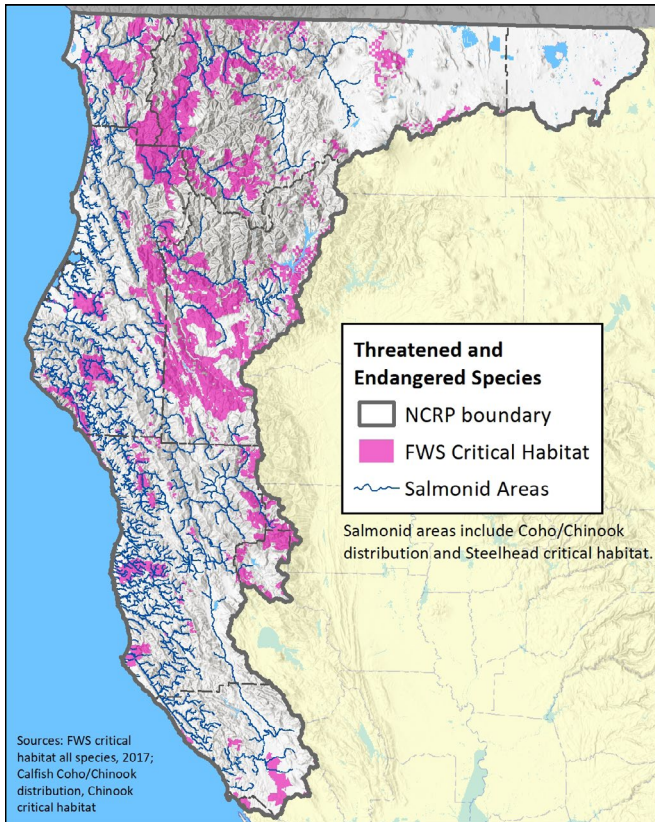 Threatened and
Endangered Species
NCRP boundary
FWS Critical Habitat
Salmonid Areas
Salmonid areas include Coho/Chinook
distribution and Steelhead critical habitat.
Sources: FWS critical
habitat all species, 2017;
Calfish Coho/Chinook
distribution, Chinook
critical habitat